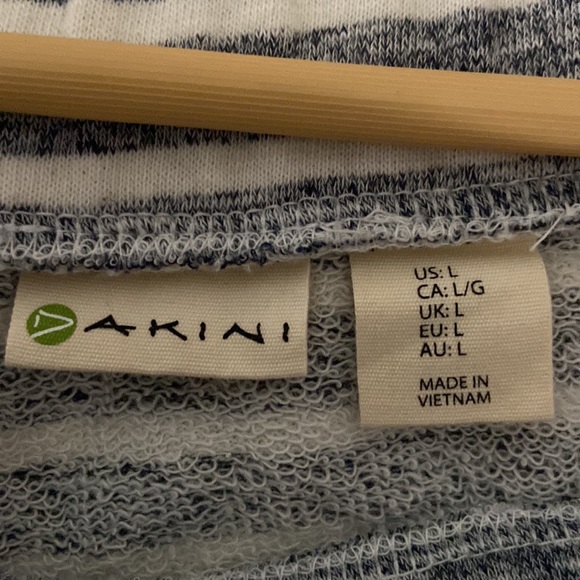 AKINI
US: L
CA: L/G
UK: L
EU: L
AU: L
MADE IN
VIETNAM